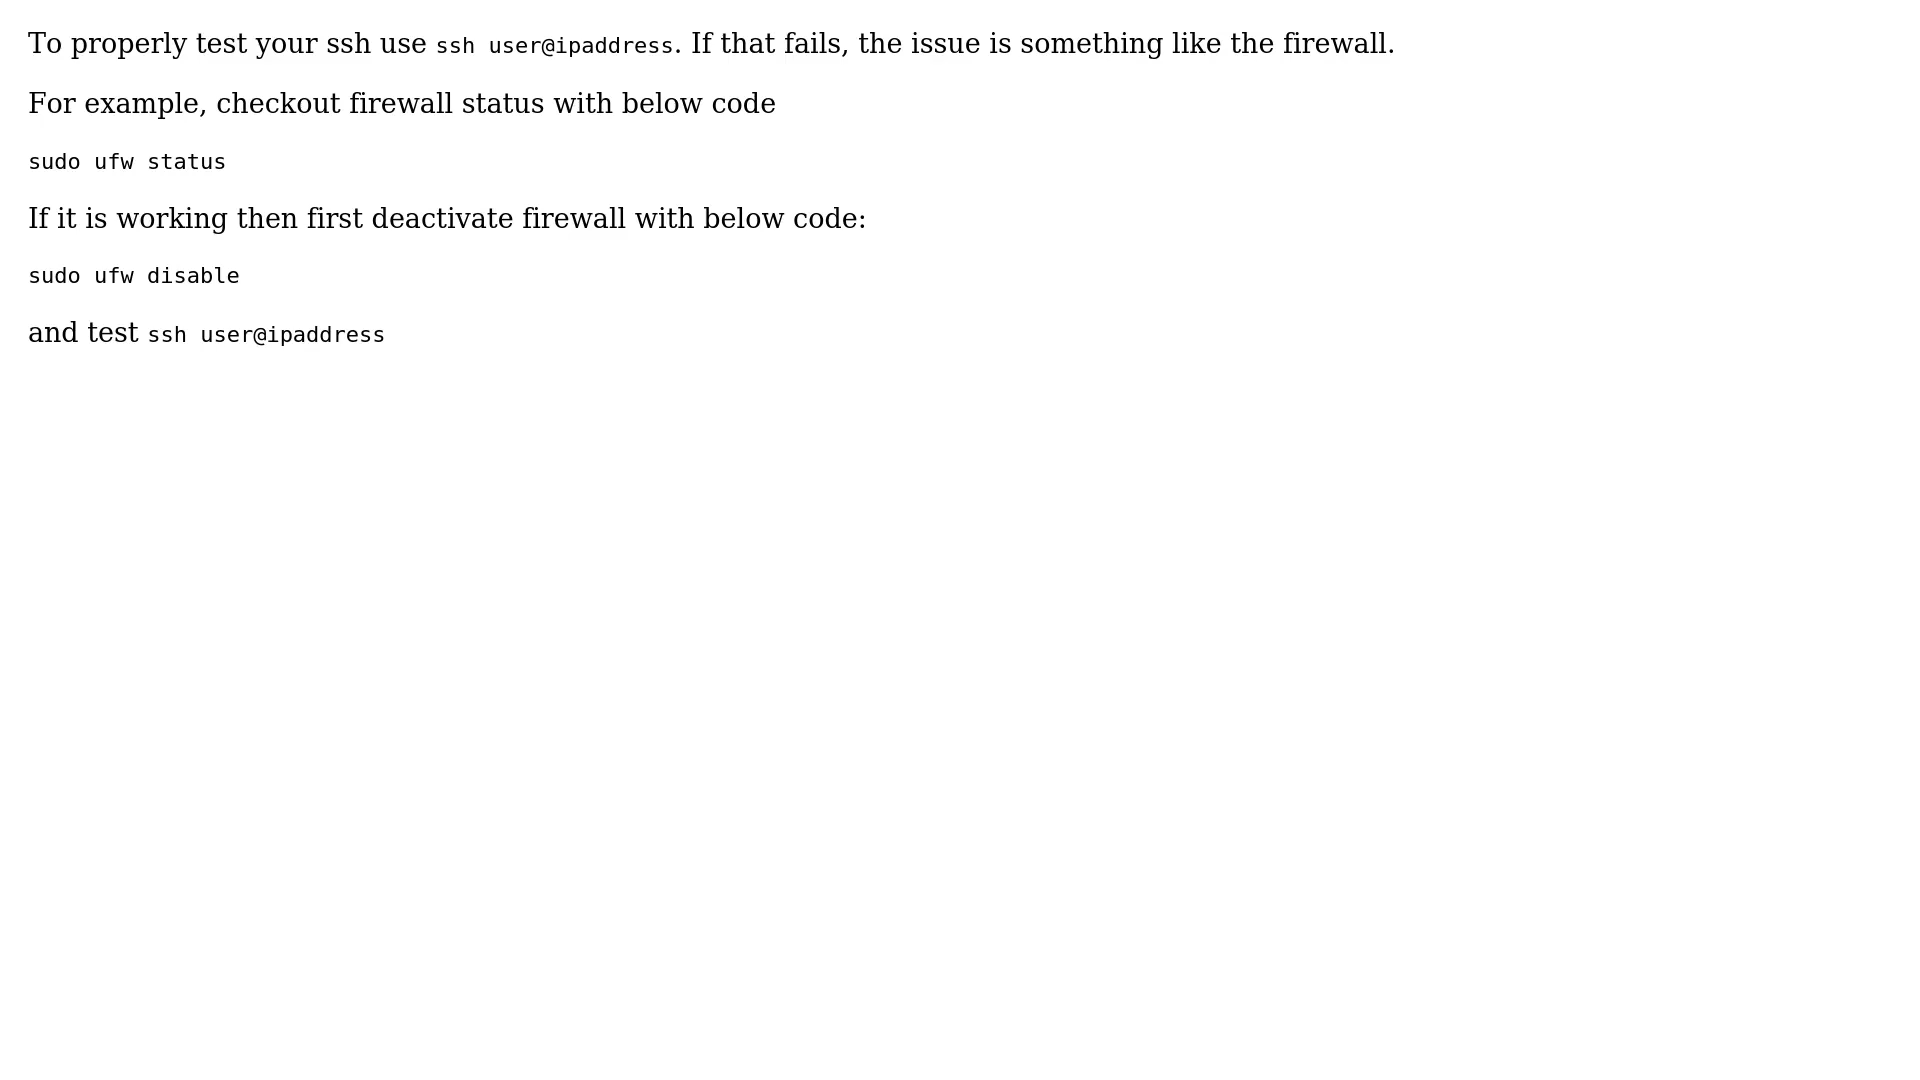 To properly test your ssh use ssh user@ipaddress. If that fails, the issue is something like the firewall.
For example, checkout firewall status with below code
sudo ufw status
If it is working then first deactivate firewall with below code:
sudo ufw disable
and test ssh user@ipaddress